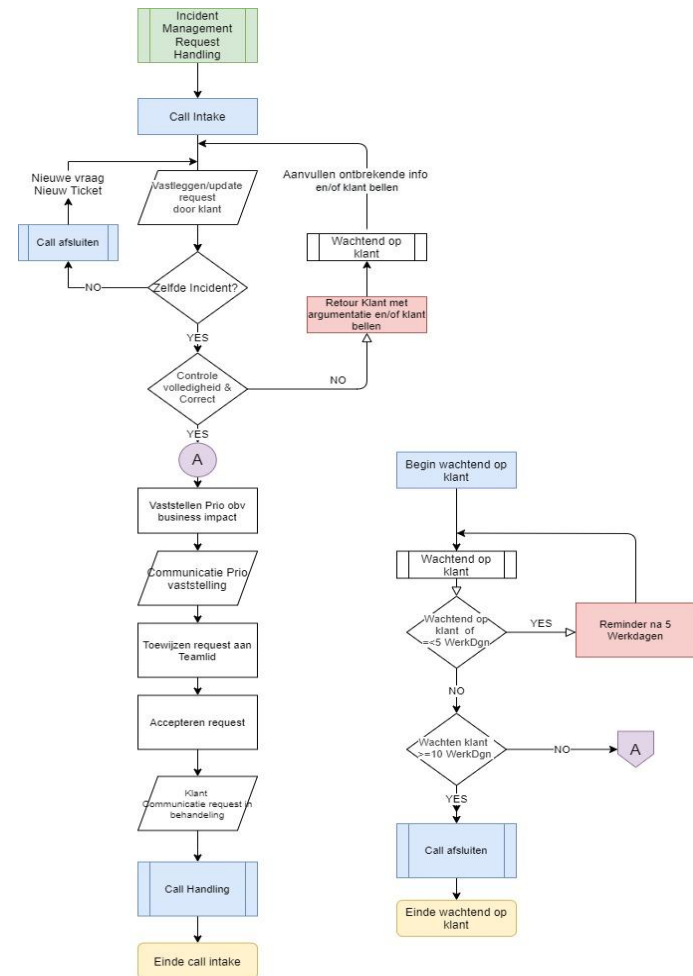 Incident
Management
Request
Handling
Call Intake
Nieuwe vraag
Nieuw Ticket
Vastleggen/update
request
door klant
Aanvullen ontbrekende info
en/of klant bellen
Call afsluiten
Wachtend op
klant
NO
Zelfde Incident?
Retour Klant met
argumentatie en/of klant
bellen
YES
Controle
volledigheid &
Correct
NO
YES
A
Vaststellen Prio obv
business impact
Communicatie Prio
vaststelling
Toewijzen request aan
Teamlid
Accepteren request
Klant
Communicatie request in
behandeling
Call Handling
Einde call intake
Begin wachtend op
klant
Wachtend op
klant
Wachtend op
klant of
=<5 WerkDgn
YES
Reminder na 5
Werkdagen
NO
Wachten klant
>=10 WerkDgn
NO
A
YES
Call afsluiten
Einde wachtend op
klant